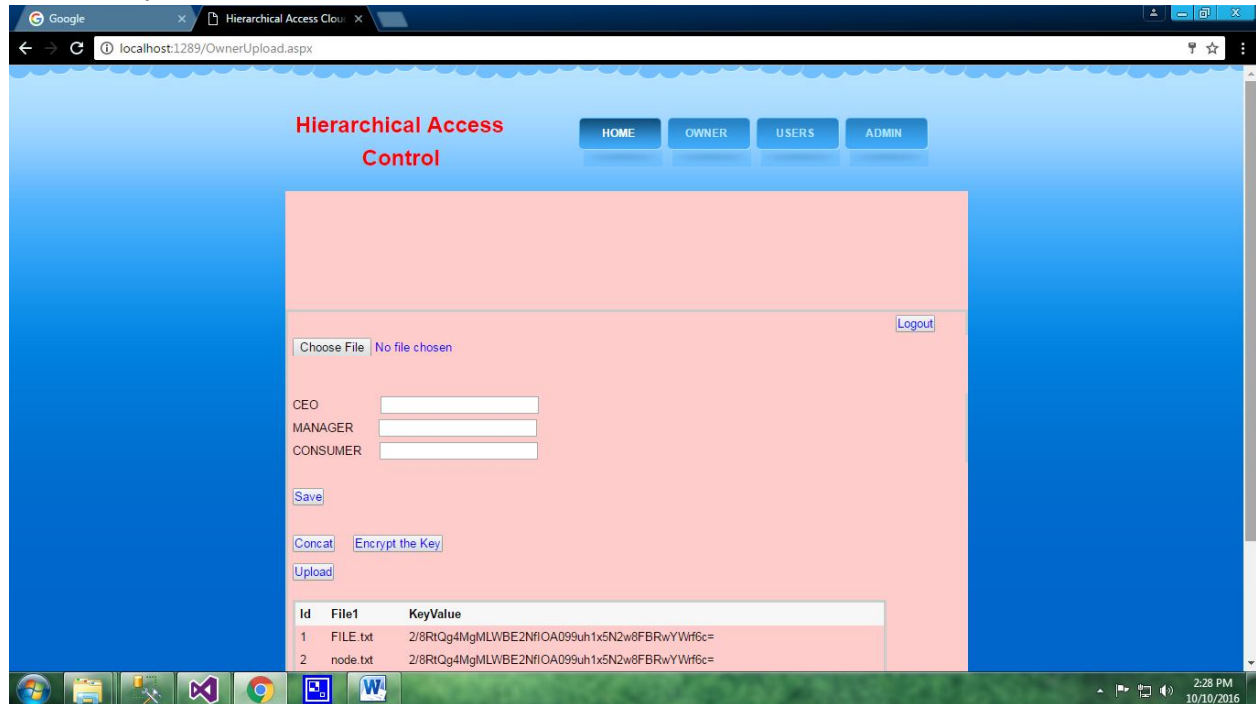 Google
Hierarchical Access Clou
localhost:1289/OwnerUpload.aspx
Hierarchical Access
Control
HOME OWNER USERS ADMIN
Logout
Choose File No file chosen
CEO
MANAGER
CONSUMER
Save
Concat Encrypt the Key
Upload
Id File1 KeyValue
1 FILE.txt 2/8RtQg4MgMLWBE2NflOA099uh1x5N2w8FBRwYWrf6c=
2 node.txt 2/8RtQg4MgMLWBE2NflOA099uh1x5N2w8FBRwYWrf6c=
2:28 PM
10/10/2016